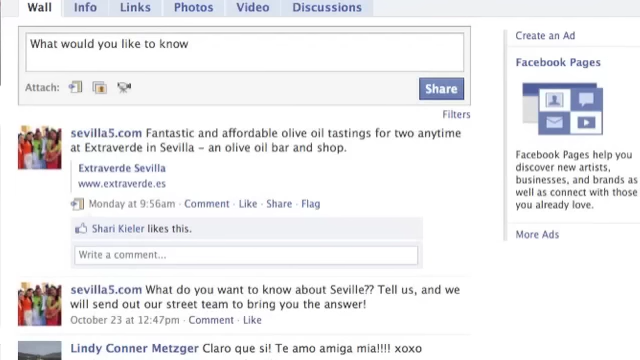 Wall Info Links Photos Video Discussions
What would you like to know
Attach:
Share
Filters
sevilla5.com Fantastic and affordable olive oil tastings for two anytime
at Extraverde in Sevilla - an olive oil bar and shop.
Extraverde Sevilla
www.extraverde.es
Monday at 9:56am · Comment · Like · Share · Flag
Shari Kieler likes this.
Write a comment...
sevilla5.com What do you want to know about Seville?? Tell us, and we
will send out our street team to bring you the answer!
October 23 at 12:47pm · Comment · Like
Lindy Conner Metzger Claro que si! Te amo amiga mia!!!! xoxo
Create an Ad
Facebook Pages
Facebook Pages help you
discover new artists,
businesses, and brands as
well as connect with those
you already love.
More Ads